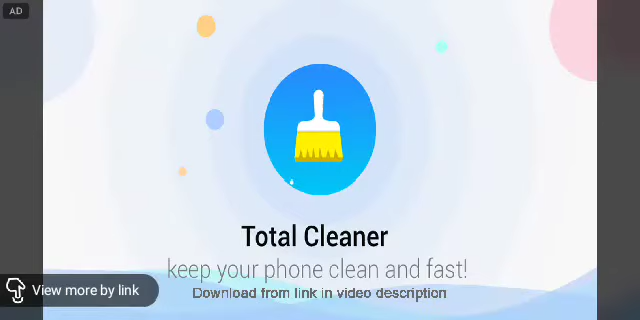 AD
Total Cleaner
keep your phone clean and fast!
Download from link in video description
View more by link